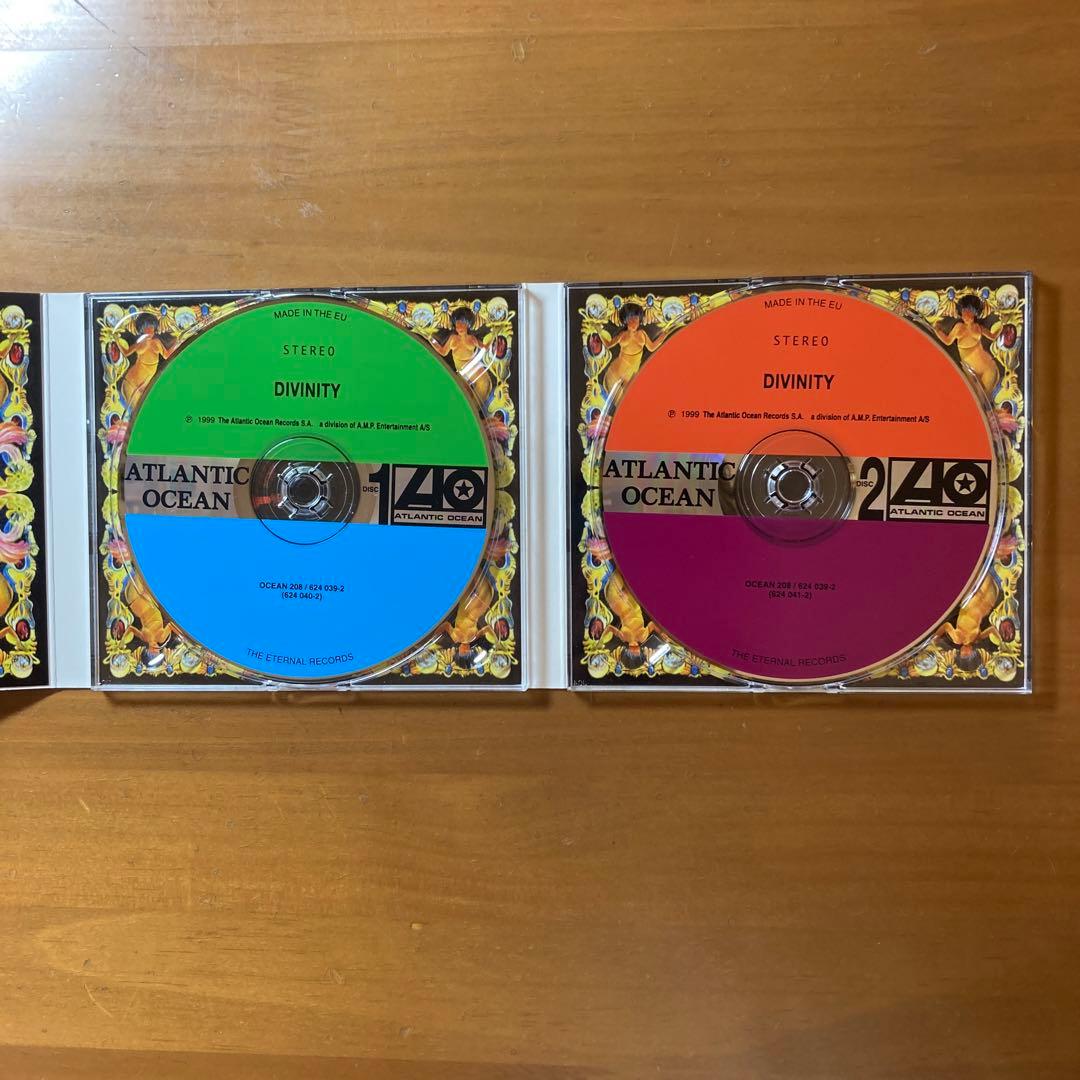 MADE IN THE EU
STEREO
DIVINITY
℗ 1999 The Atlantic Ocean Records S.A. a division of A.M.P. Entertainment A/S
ATLANTIC
OCEAN
DISC 1
ATLANTIC OCEAN
OCEAN 208 / 624 039-2
(624 040-2)
THE ETERNAL RECORDS
MADE IN THE EU
STEREO
DIVINITY
℗ 1999 The Atlantic Ocean Records S.A. a division of A.M.P. Entertainment A/S
ATLANTIC
OCEAN
DISC 2
ATLANTIC OCEAN
OCEAN 208 / 624 039-2
(624 041-2)
THE ETERNAL RECORDS